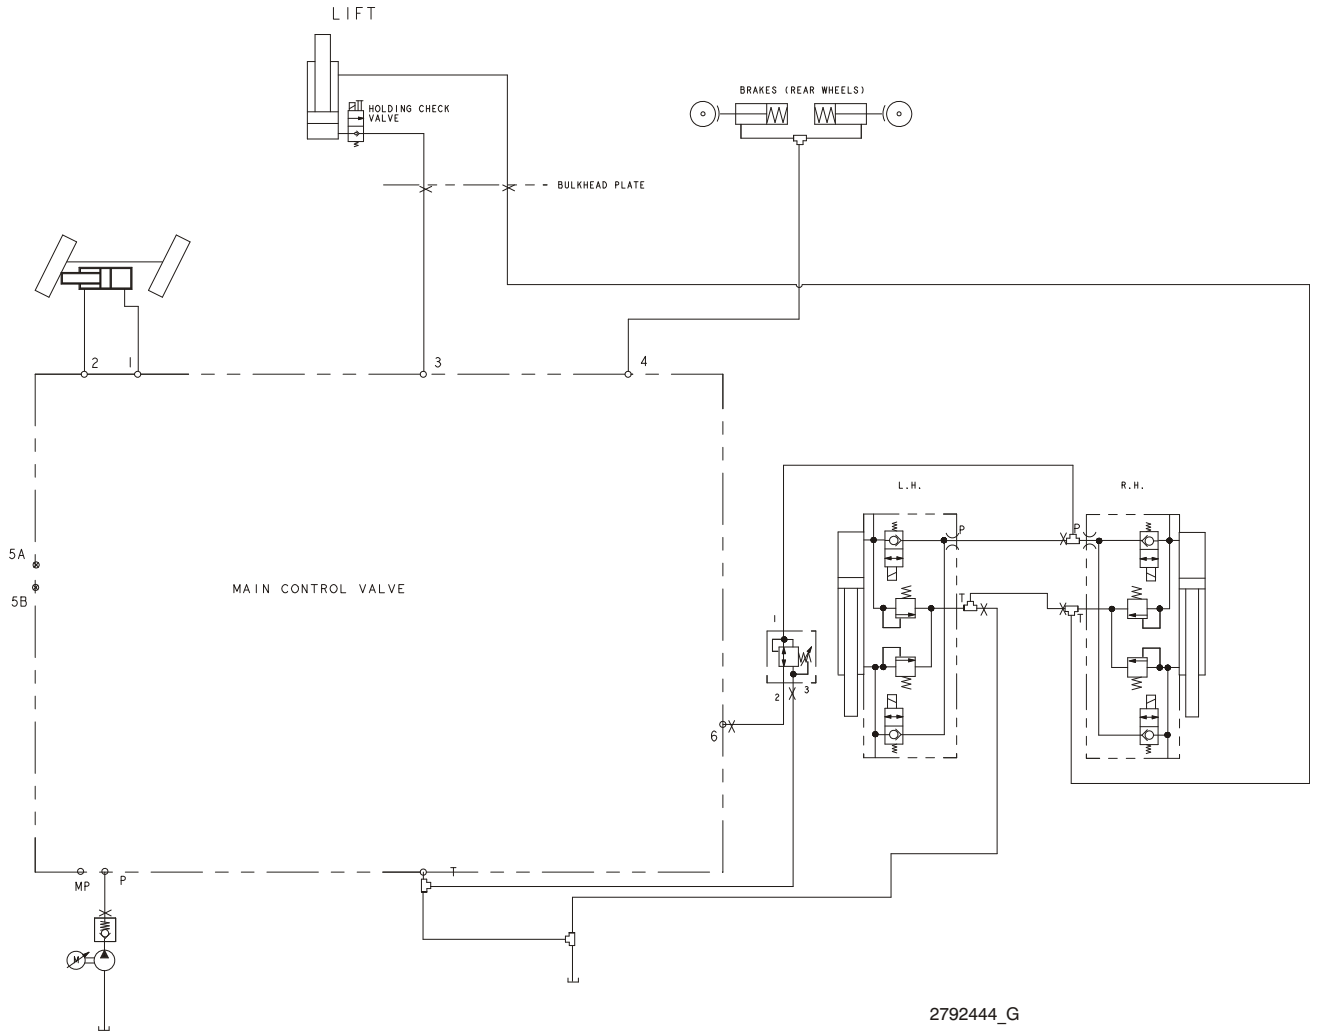 LIFT
BRAKES (REAR WHEELS)
HOLDING CHECK
VALVE
BULKHEAD PLATE
2
1
3
4
L.H.
R.H.
P
P
5A
MAIN CONTROL VALVE
5B
T
T
1
2
3
6
MP
P
T
M
2792444_G